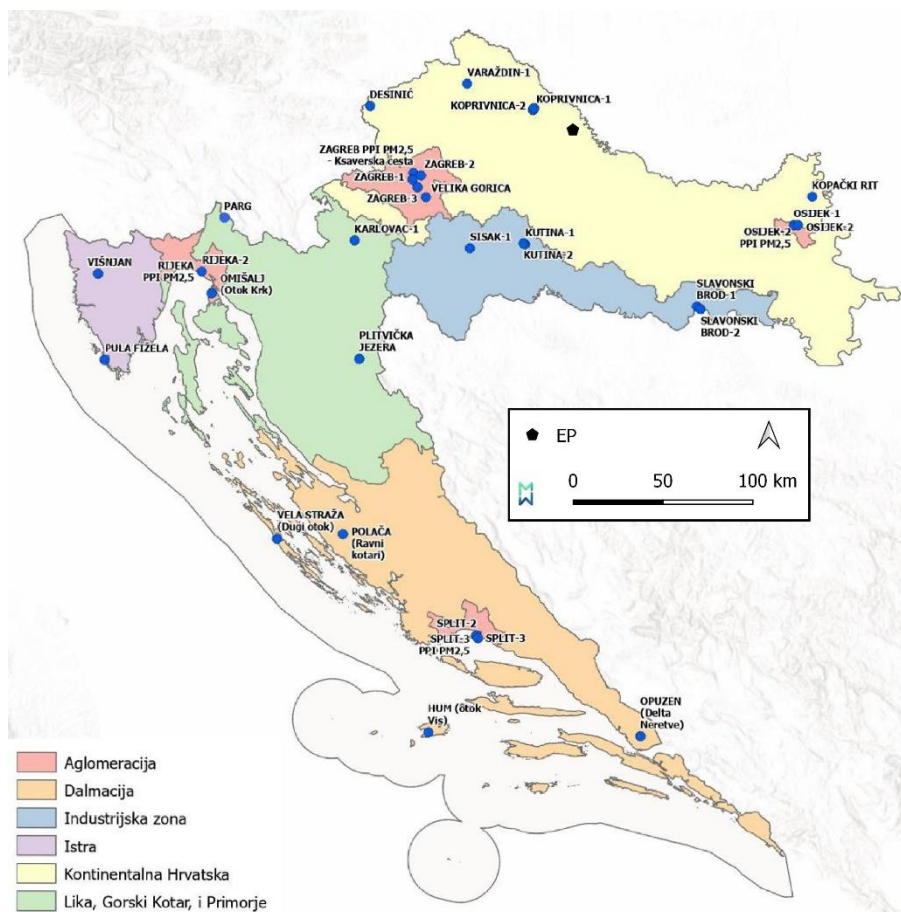 VARAŽDIN-1
DESINIĆ
KOPRIVNICA-1
KOPRIVNICA-2
ZAGREB PPI PM2,5
- Ksaverska cesta
ZAGREB-2
ZAGREB-1
VELIKA GORICA
ZAGREB-3
KOPAČKI RIT
OSIJEK-1
OSIJEK-2
PPI PM2,5
OSIJEK-2
PARG
KARLOVAC-1
SISAK-1
KUTINA-1
KUTINA-2
VIŠNJAN
RIJEKA
PPI PM2,5
RIJEKA-2
OMIŠALJ
(Otok Krk)
SLAVONSKI
BROD-1
SLAVONSKI
BROD-2
PULA FIŽELA
PLITVIČKA
JEZERA
EP
0 50 100 km
VELA STRAŽA
(Dugi otok)
POLAČA
(Ravni
kotari)
SPLIT-2
SPLIT-3
PPI PM2,5
SPLIT-3
HUM (otok
Vis)
OPUZEN
(Delta
Neretve)
Aglomeracija
Dalmacija
Industrijska zona
Istra
Kontinentalna Hrvatska
Lika, Gorski Kotar, i Primorje